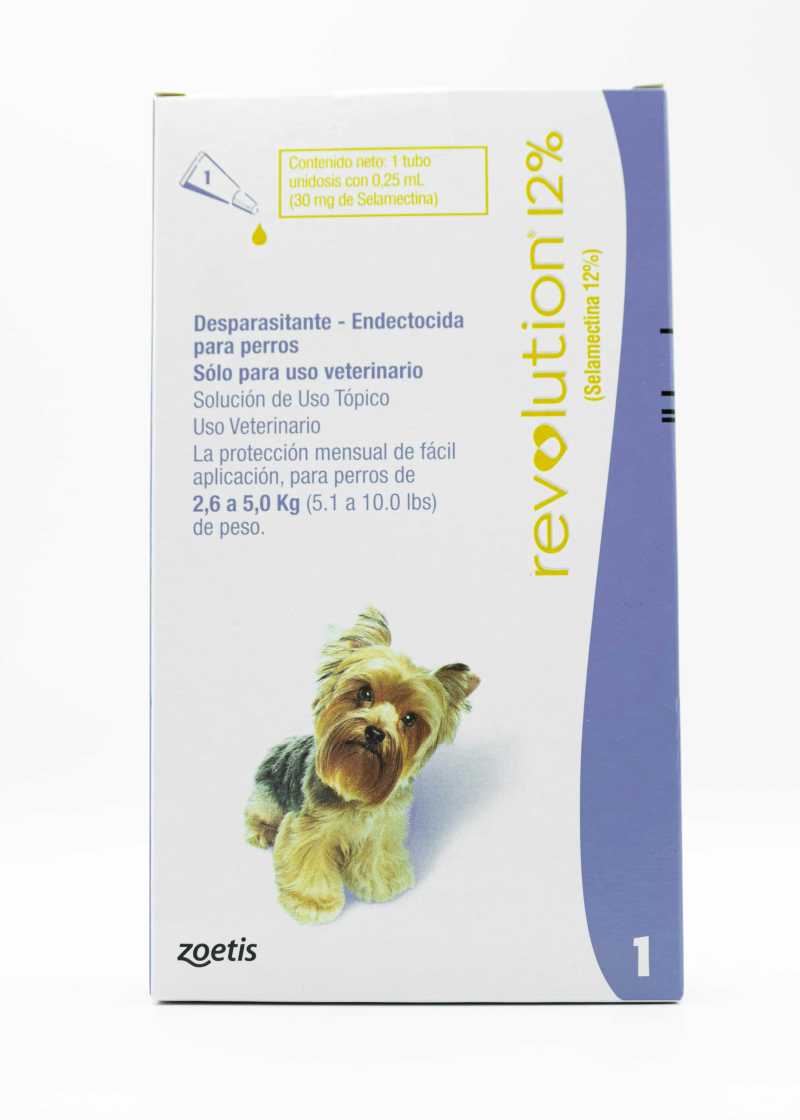 1
Contenido neto: 1 tubo
unidosis con 0,25 mL
(30 mg de Selamectina)
revolution® 12%
(Selamectina 12%)
Desparasitante - Endectocida
para perros
Sólo para uso veterinario
Solución de Uso Tópico
Uso Veterinario
La protección mensual de fácil
aplicación, para perros de
2,6 a 5,0 Kg (5.1 a 10.0 lbs)
de peso.
zoetis
1